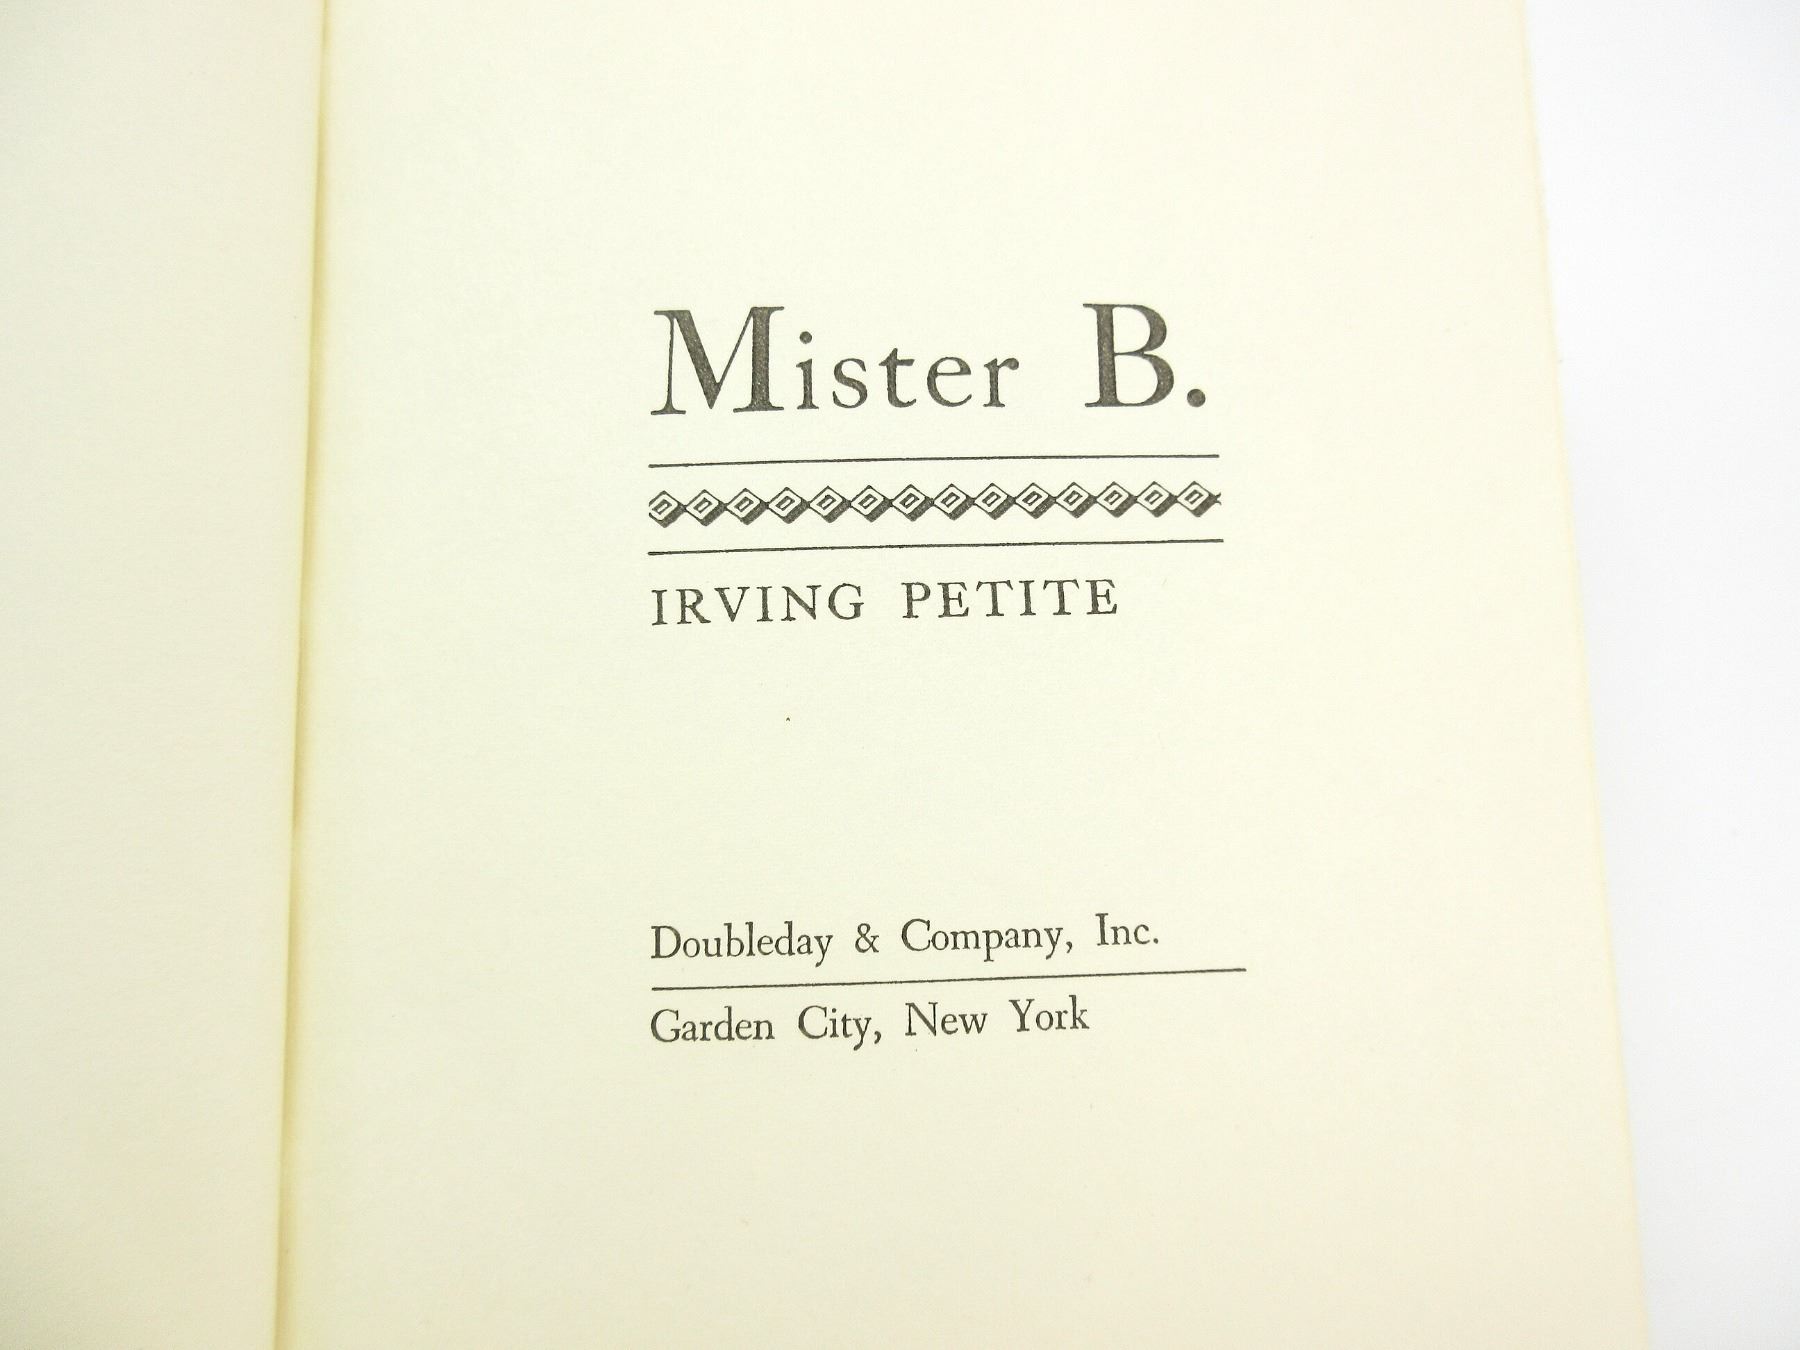 Mister B.
IRVING PETITE
Doubleday & Company, Inc.
Garden City, New York